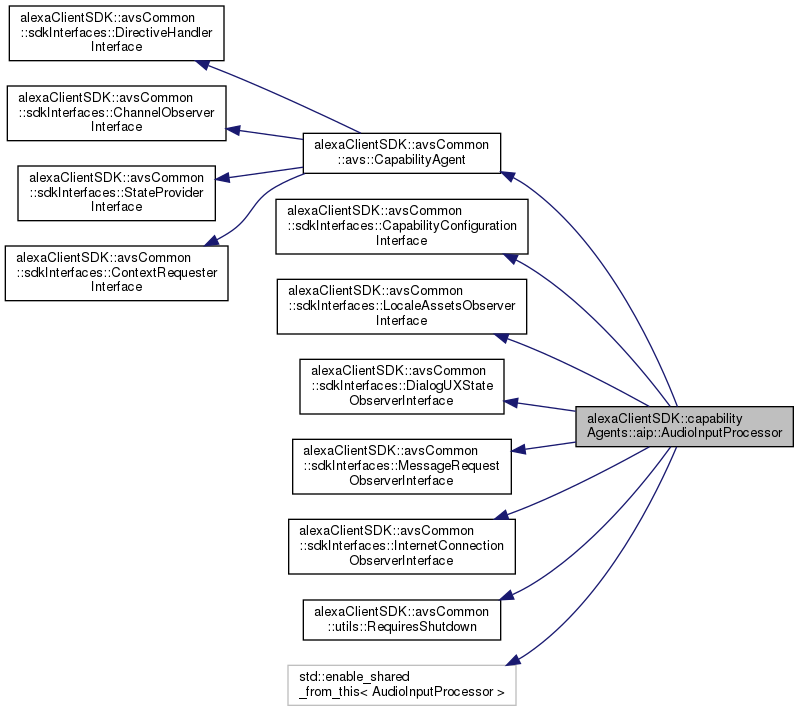 alexaClientSDK::avsCommon
::sdkInterfaces::DirectiveHandler
Interface
alexaClientSDK::avsCommon
::sdkInterfaces::ChannelObserver
Interface
alexaClientSDK::avsCommon
::sdkInterfaces::StateProvider
Interface
alexaClientSDK::avsCommon
::sdkInterfaces::ContextRequester
Interface
alexaClientSDK::avsCommon
::avs::CapabilityAgent
alexaClientSDK::avsCommon
::sdkInterfaces::CapabilityConfiguration
Interface
alexaClientSDK::avsCommon
::sdkInterfaces::LocaleAssetsObserver
Interface
alexaClientSDK::avsCommon
::sdkInterfaces::DialogUXState
ObserverInterface
alexaClientSDK::avsCommon
::sdkInterfaces::MessageRequest
ObserverInterface
alexaClientSDK::avsCommon
::sdkInterfaces::InternetConnection
ObserverInterface
alexaClientSDK::avsCommon
::utils::RequiresShutdown
std::enable_shared
_from_this< AudioInputProcessor >
alexaClientSDK::capability
Agents::aip::AudioInputProcessor